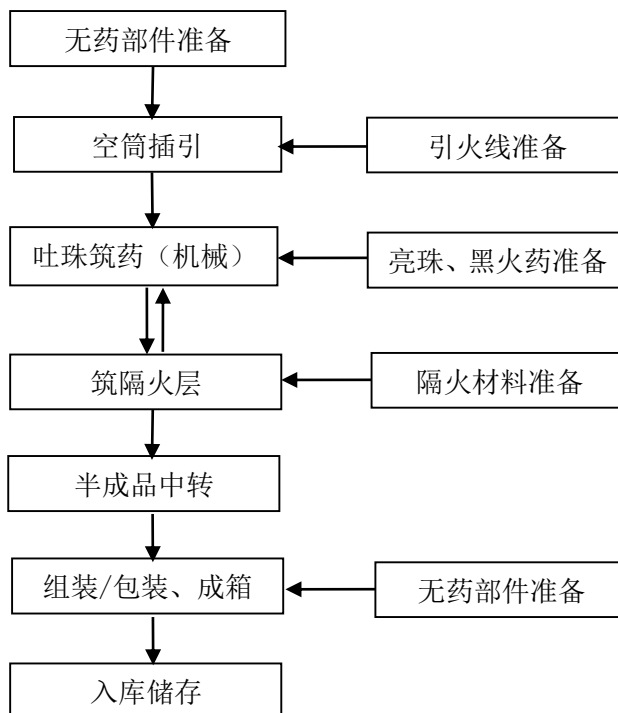 无药部件准备
空筒插引
引火线准备
吐珠筑药（机械）
亮珠、黑火药准备
筑隔火层
隔火材料准备
半成品中转
组装/包装、成箱
无药部件准备
入库储存